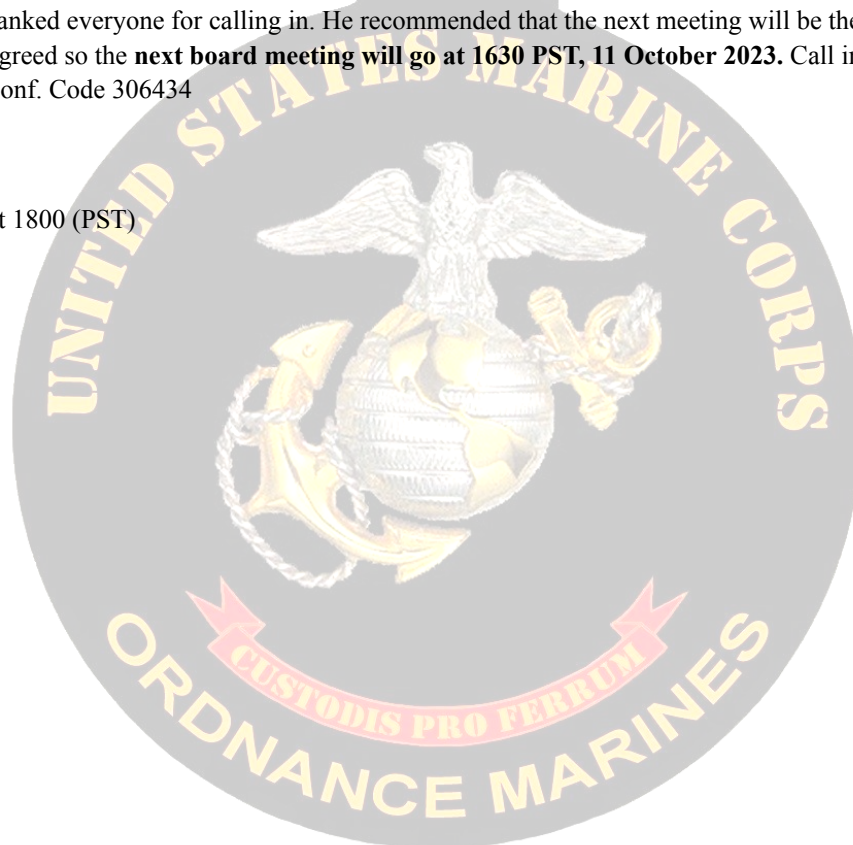 anked everyone for calling in. He recommended that the next meeting will be the
greed so the next board meeting will go at 1630 PST, 11 October 2023. Call in
onf. Code 306434
t 1800 (PST)
UNITED STATES MARINE CORPS
CUSTODIS PRO FERRUM
ORDNANCE MARINES